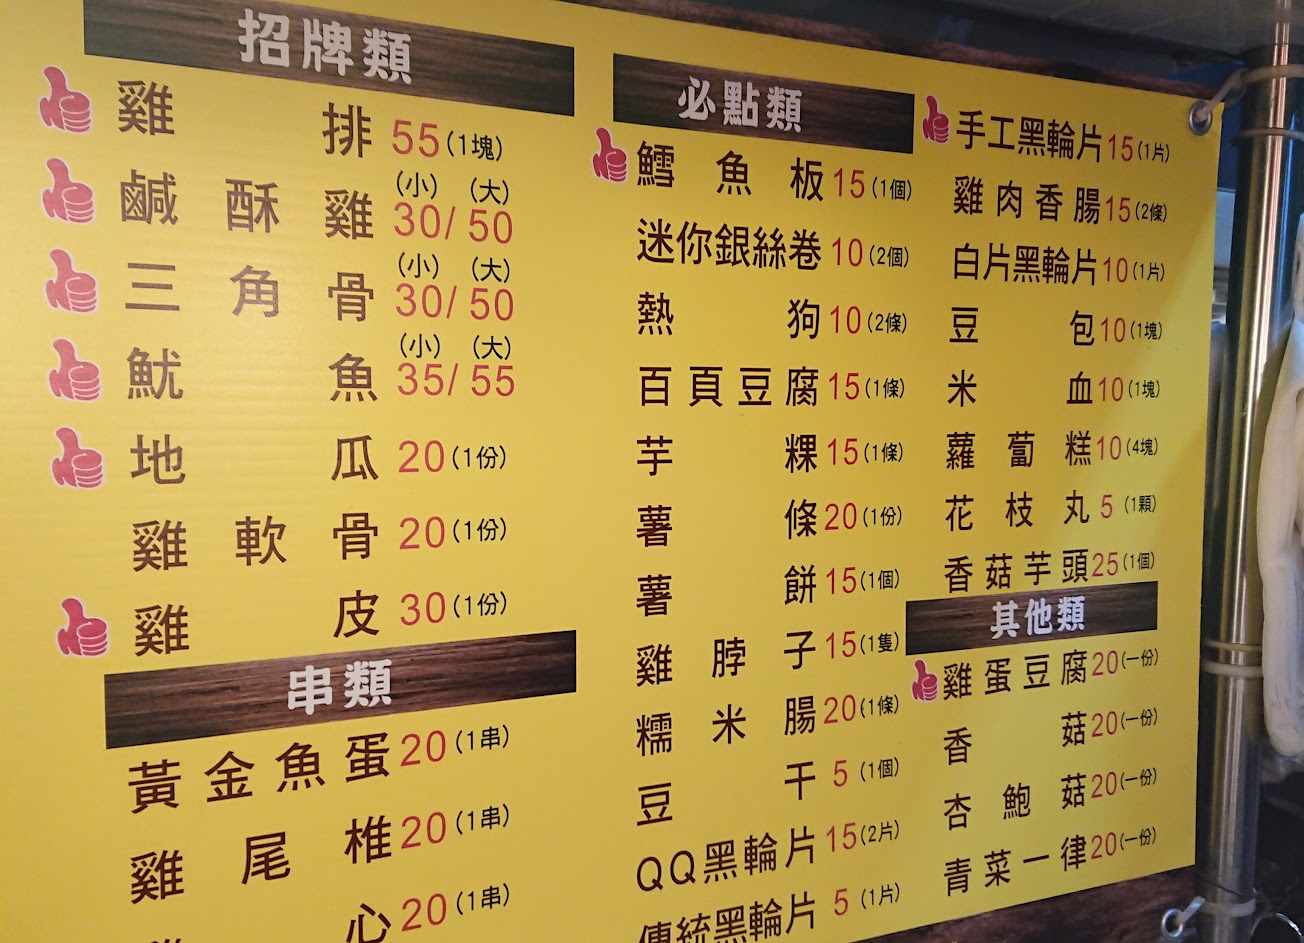 招牌類
雞排 55(1塊)
(小) (大)
鹹酥雞 30/ 50
(小) (大)
三角骨 30/ 50
(小) (大)
魷魚 35/ 55
地瓜 20(1份)
雞軟骨 20(1份)
雞皮 30(1份)
串類
黃金魚蛋 20(1串)
雞尾椎 20(1串)
心 20(1串)
必點類
鱈魚板 15(1個)
迷你銀絲卷 10(2個)
熱狗 10(2條)
百頁豆腐 15(1條)
芋粿 15(1條)
薯條 20(1份)
薯餅 15(1個)
雞脖子 15(1隻)
糯米腸 20(1條)
豆干 5(1個)
QQ黑輪片 15(2片)
傳統黑輪片 5(1片)
手工黑輪片 15(1片)
雞肉香腸 15(2條)
白片黑輪片 10(1片)
豆包 10(1塊)
米血 10(1塊)
蘿蔔糕 10(4塊)
花枝丸 5(1顆)
香菇芋頭 25(1個)
其他類
雞蛋豆腐 20(一份)
香菇 20(一份)
杏鮑菇 20(一份)
青菜一律 20(一份)